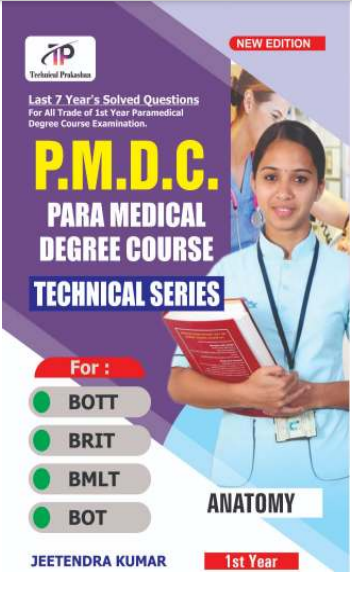 NEW EDITION
TP
Technical Prakashan
Last 7 Year's Solved Questions
For All Trade of 1st Year Paramedical
Degree Course Examination.
P.M.D.C.
PARA MEDICAL
DEGREE COURSE
TECHNICAL SERIES
For :
BOTT
BRIT
BMLT
BOT
ANATOMY
JEETENDRA KUMAR
1st Year